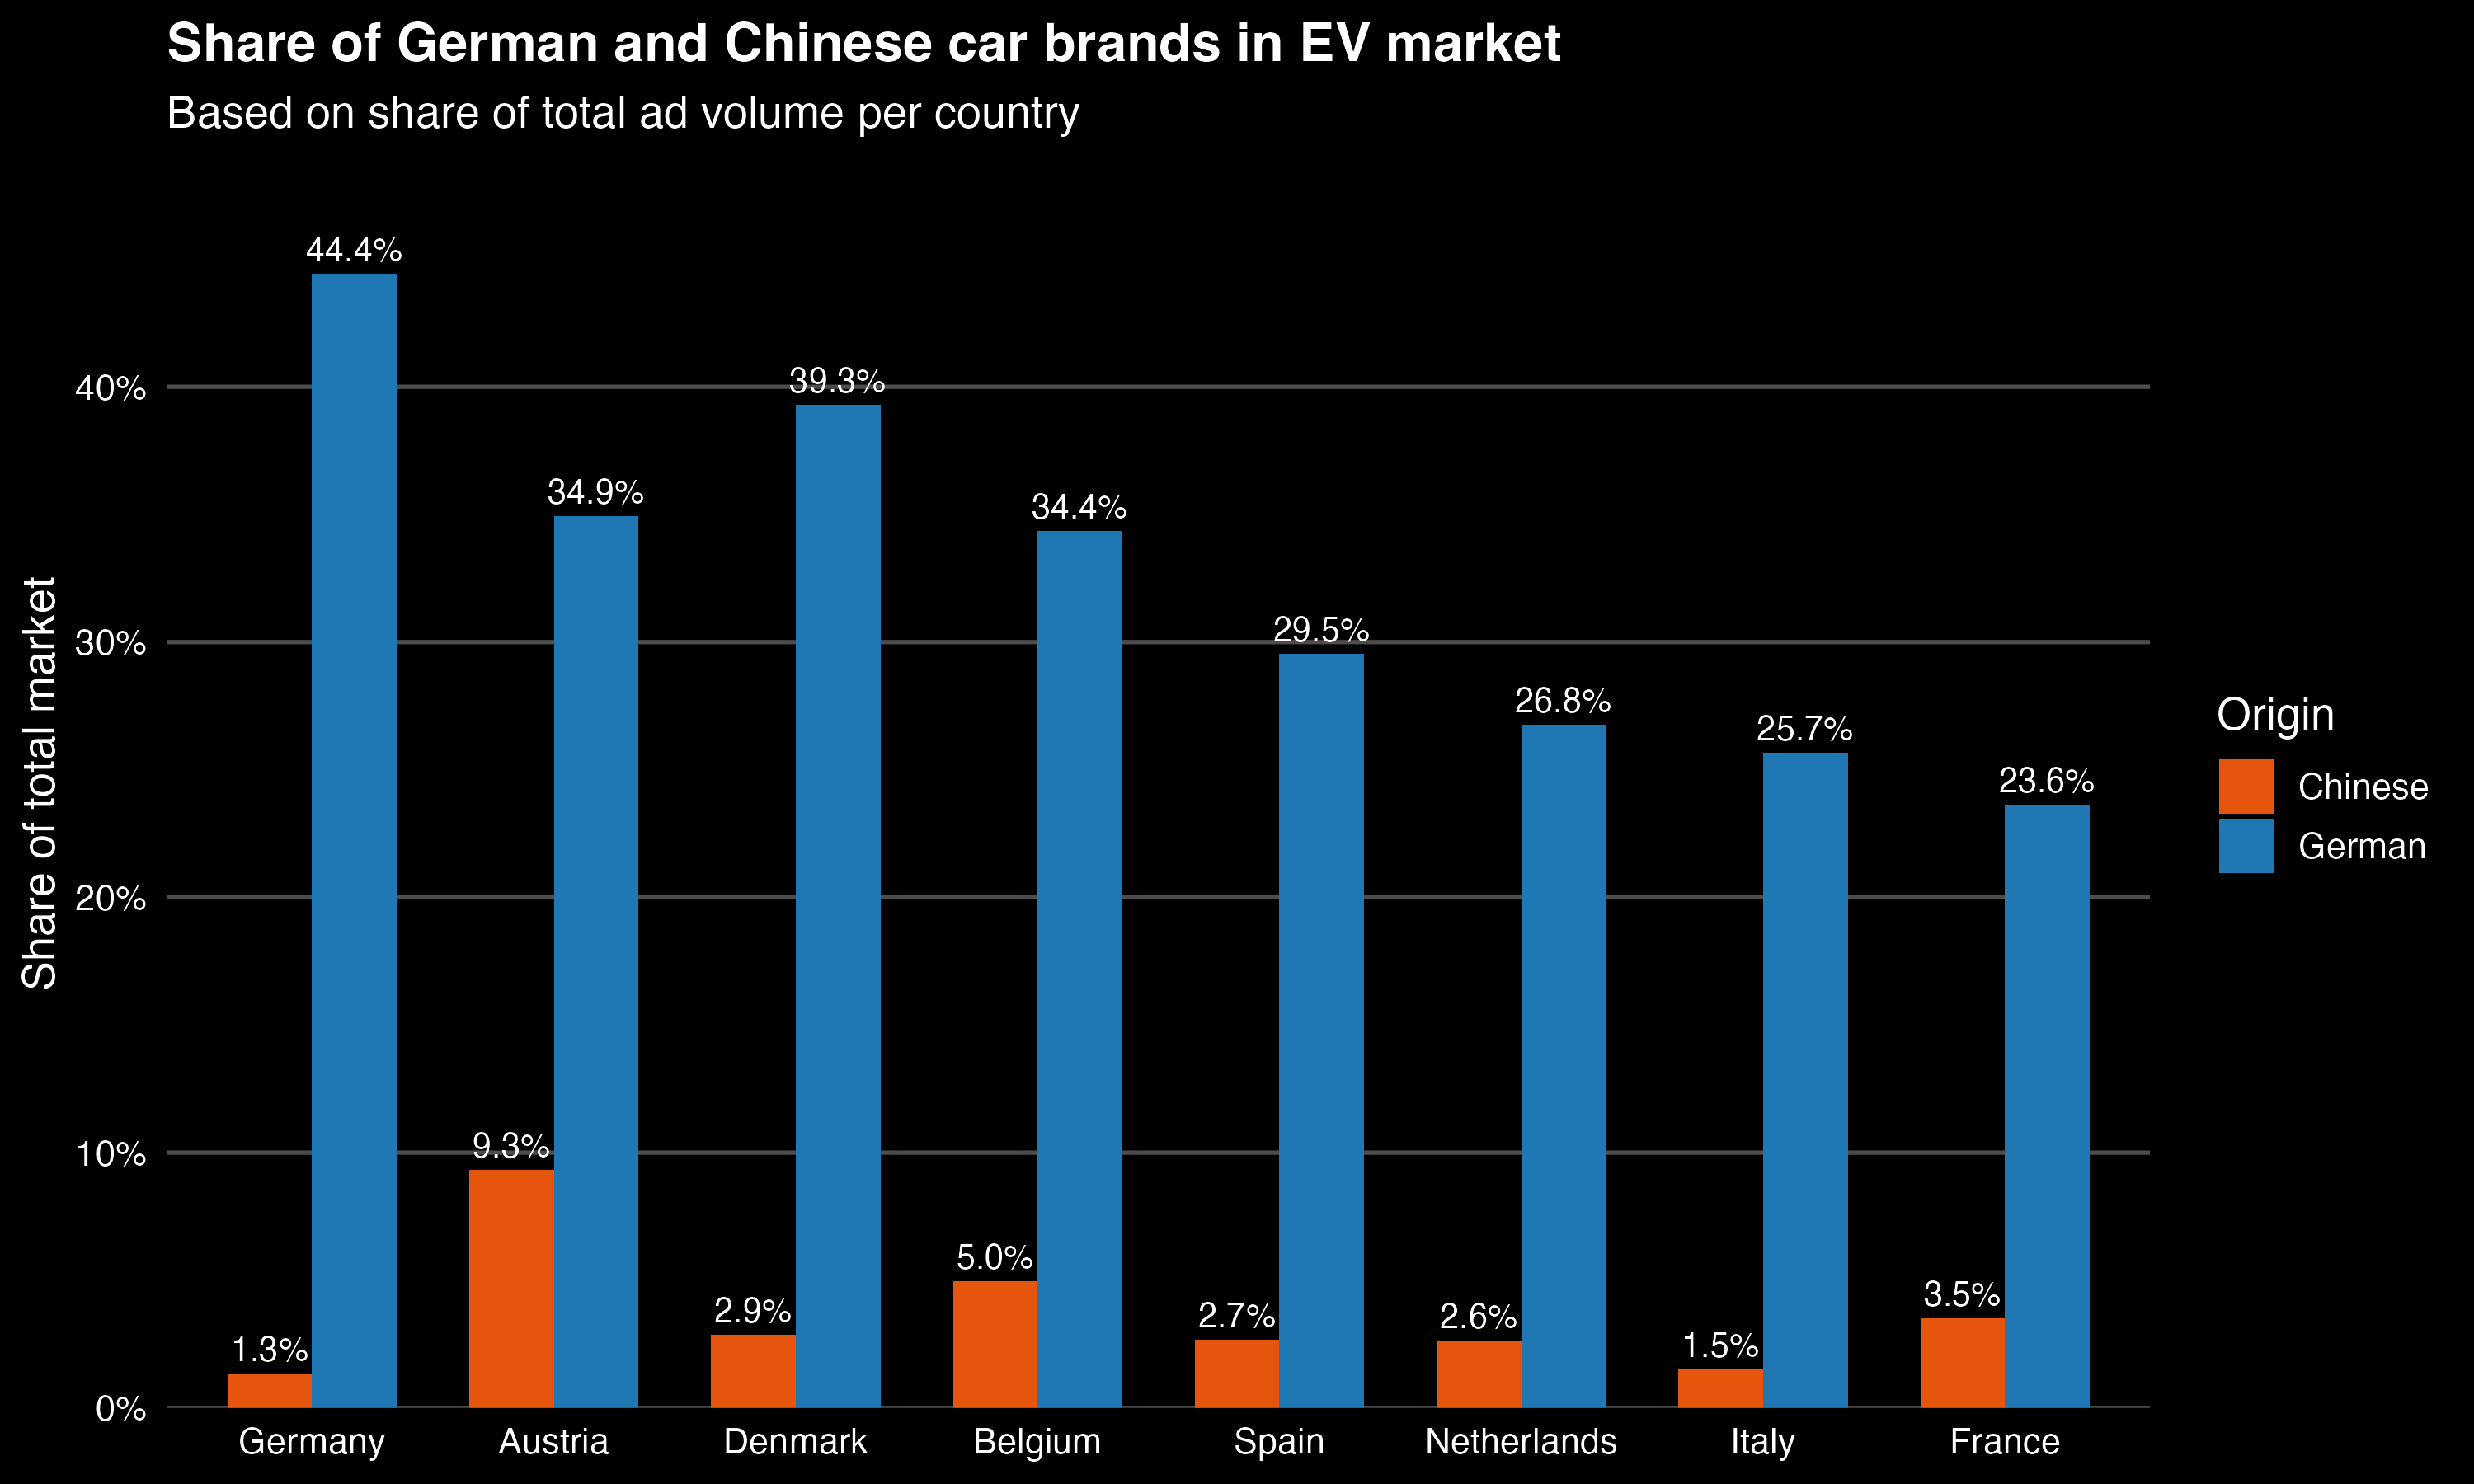 Share of German and Chinese car brands in EV market
Based on share of total ad volume per country
Share of total market
40%
30%
20%
10%
0%
1.3%
44.4%
9.3%
34.9%
2.9%
39.3%
5.0%
34.4%
2.7%
29.5%
2.6%
26.8%
1.5%
25.7%
3.5%
23.6%
Germany
Austria
Denmark
Belgium
Spain
Netherlands
Italy
France
Origin
Chinese
German